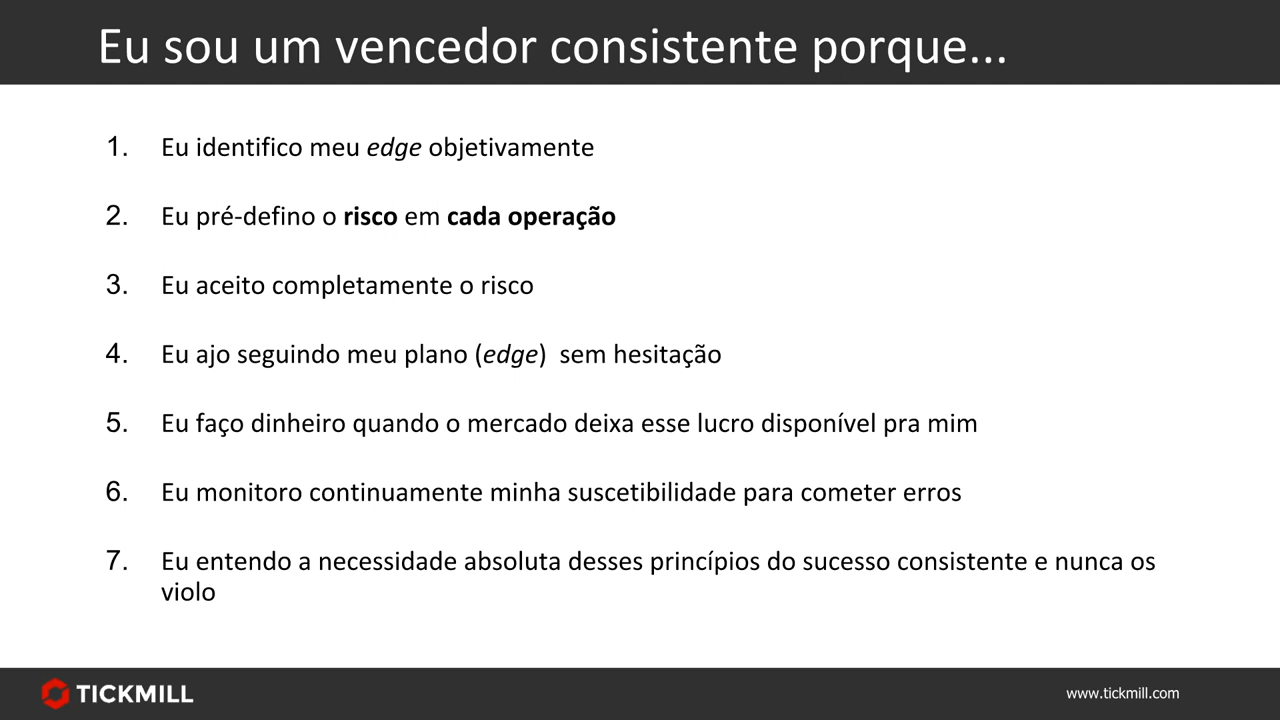 Eu sou um vencedor consistente porque...
1. Eu identifico meu edge objetivamente
2. Eu pré-defino o risco em cada operação
3. Eu aceito completamente o risco
4. Eu ajo seguindo meu plano (edge)  sem hesitação
5. Eu faço dinheiro quando o mercado deixa esse lucro disponível pra mim
6. Eu monitoro continuamente minha suscetibilidade para cometer erros
7. Eu entendo a necessidade absoluta desses princípios do sucesso consistente e nunca os
violo
TICKMILL
www.tickmill.com